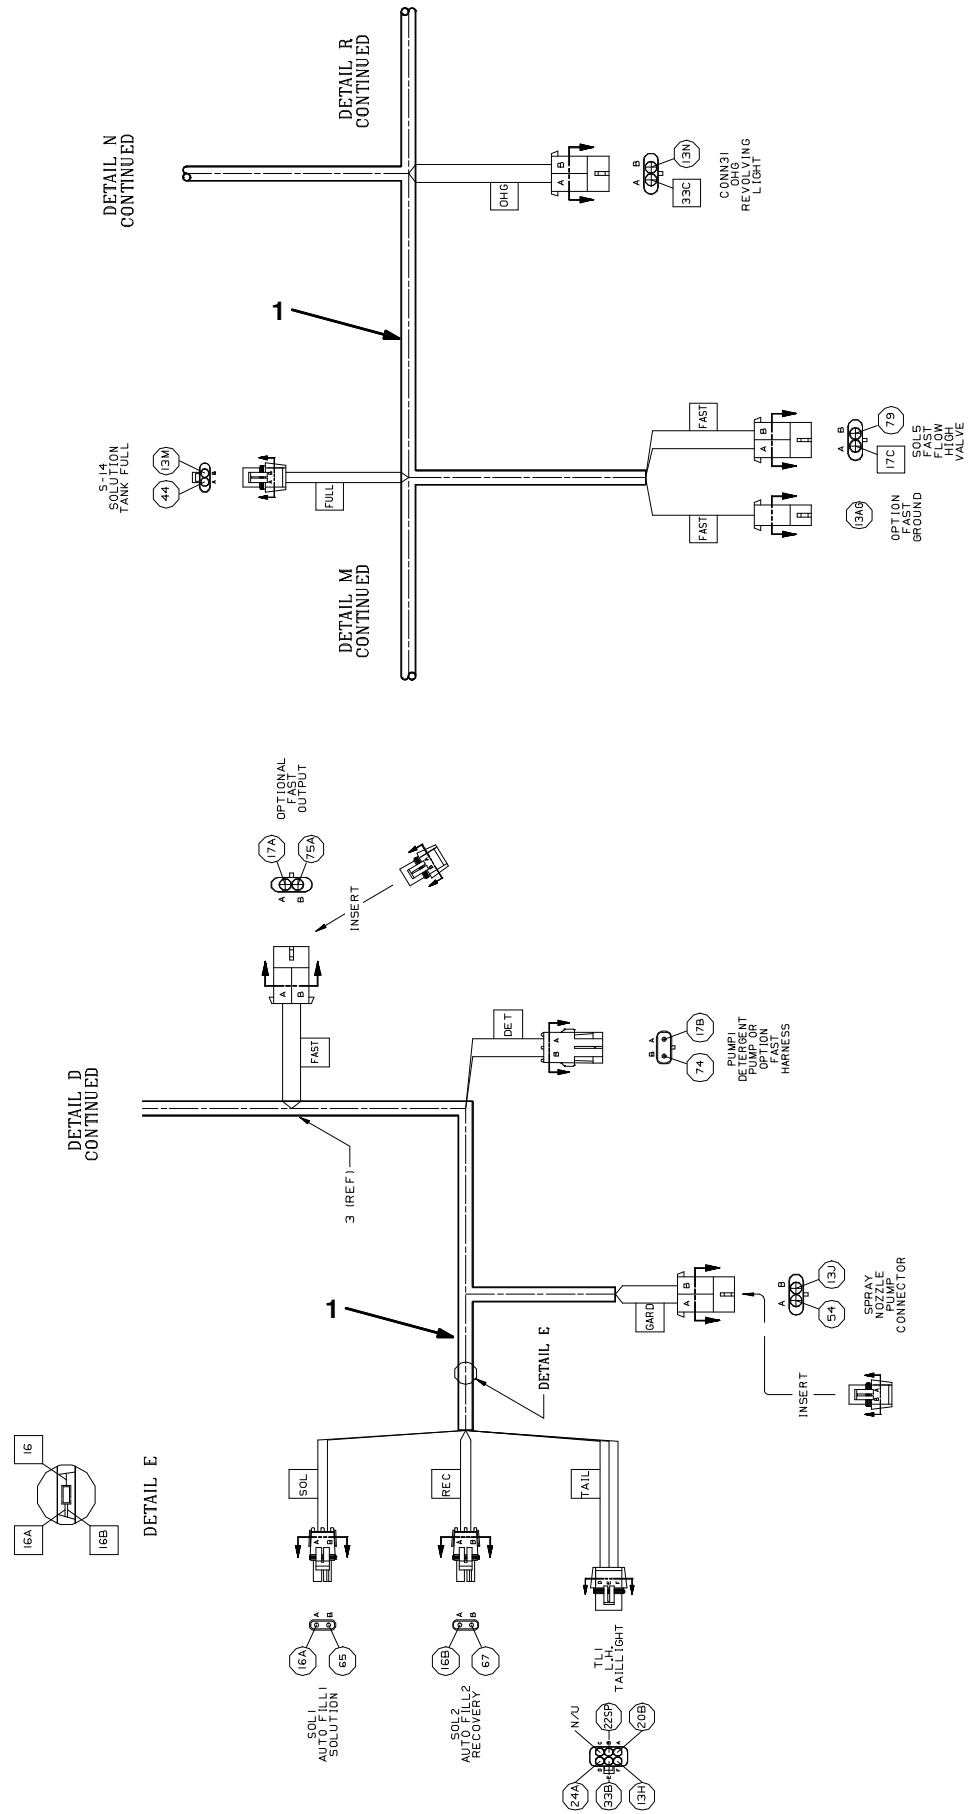 DETAIL D
CONTINUED
OPTIONAL
FAST
OUTPUT
17A
75A
A
B
INSERT
A
B
FAST
3 (REF)
DET
B
A
B
A
17B
74
PUMP1
DETERGENT
PUMP OR
OPTION
FAST
HARNESS
1
DETAIL E
16
16A
16B
DETAIL E
SOL
REC
TAIL
GARD
A
B
A
B
13J
54
SPRAY
NOZZLE
PUMP
CONNECTOR
INSERT
B
A
A
B
A
B
16A
65
SOL1
AUTO FILL1
SOLUTION
A
B
A
B
16B
67
SOL2
AUTO FILL2
RECOVERY
D
E
F
TL1
L.H.
TAILLIGHT
N/U
22SP
20B
C
B
A
D
E
F
24A
33B
13H
DETAIL N
CONTINUED
DETAIL R
CONTINUED
DETAIL M
CONTINUED
1
S-14
SOLUTION
TANK FULL
13M
44
A
B
A
B
FULL
OHG
A
B
A
B
13N
33C
CONN31
OHG
REVOLVING
LIGHT
FAST
FAST
A
B
A
B
79
17C
SOL5
FAST
FLOW
HIGH
VALVE
13AG
OPTION
FAST
GROUND